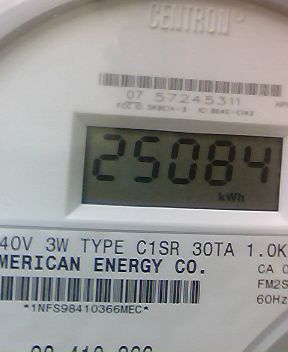 CENTRON®
07 57245311
25084
kWh
40V 3W TYPE C1SR 30TA 1.0K
MERICAN ENERGY CO.
CA 0
FM2S
60Hz
*1NFS98410366MEC*